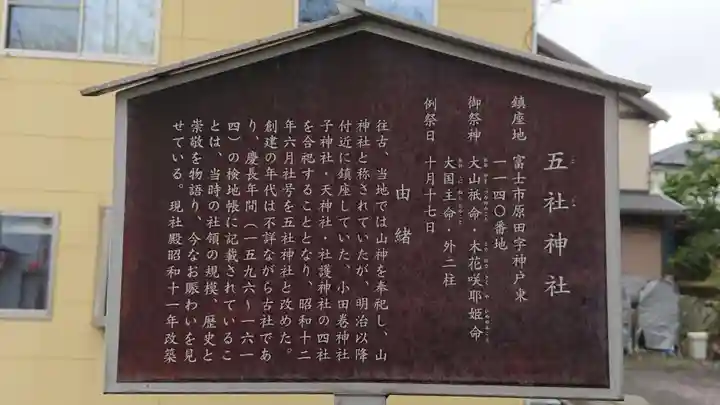 五社神社
鎮座地 富士市原田字神戸東
一一四〇番地
御祭神 大山祇命・木花咲耶姫命
大国主命・外二柱
例祭日 十月十七日
由緒
往古、当地では山神を奉祀し、山
神社と称されていたが、明治以降
付近に鎮座していた、小田巻神社
子神社・天神社・社護神社の四社
を合祀することとなり、昭和十二
年六月社号を五社神社と改めた。
創建の年代は不詳ながら古社であ
り、慶長年間(一五九六~一六一
四)の検地帳に記載されているこ
とは、当時の社領の規模、歴史と
崇敬を物語り、今なお賑わいを見
せている。現社殿昭和十一年改築